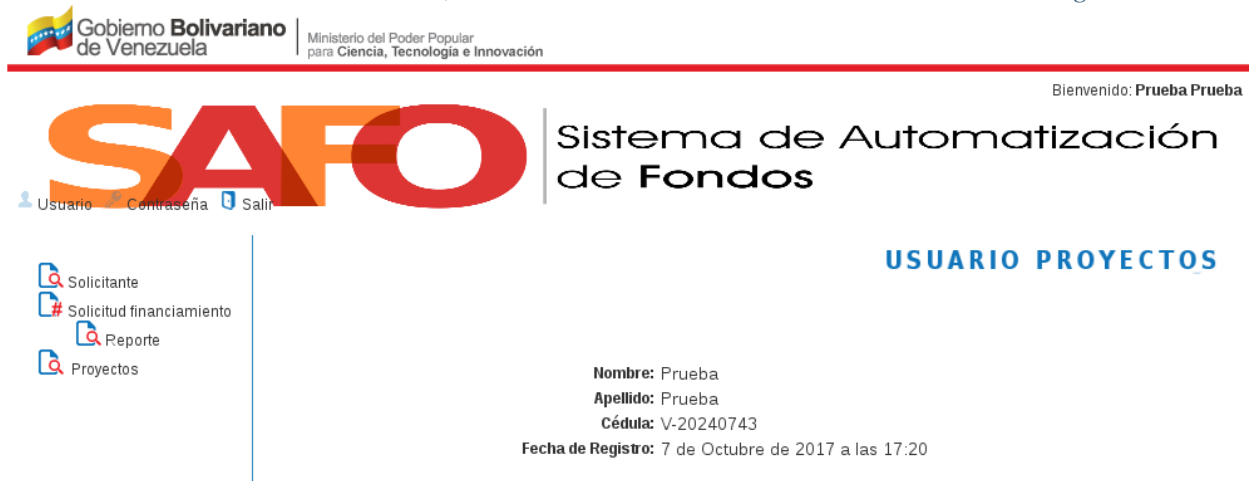 Gobierno Bolivariano
de Venezuela
Ministerio del Poder Popular
para Ciencia, Tecnología e Innovación
Bienvenido: Prueba Prueba
SAFO
Sistema de Automatización
de Fondos
Usuario Contraseña Salir
USUARIO PROYECTOS
Solicitante
Solicitud financiamiento
Reporte
Proyectos
Nombre: Prueba
Apellido: Prueba
Cédula: V-20240743
Fecha de Registro: 7 de Octubre de 2017 a las 17:20